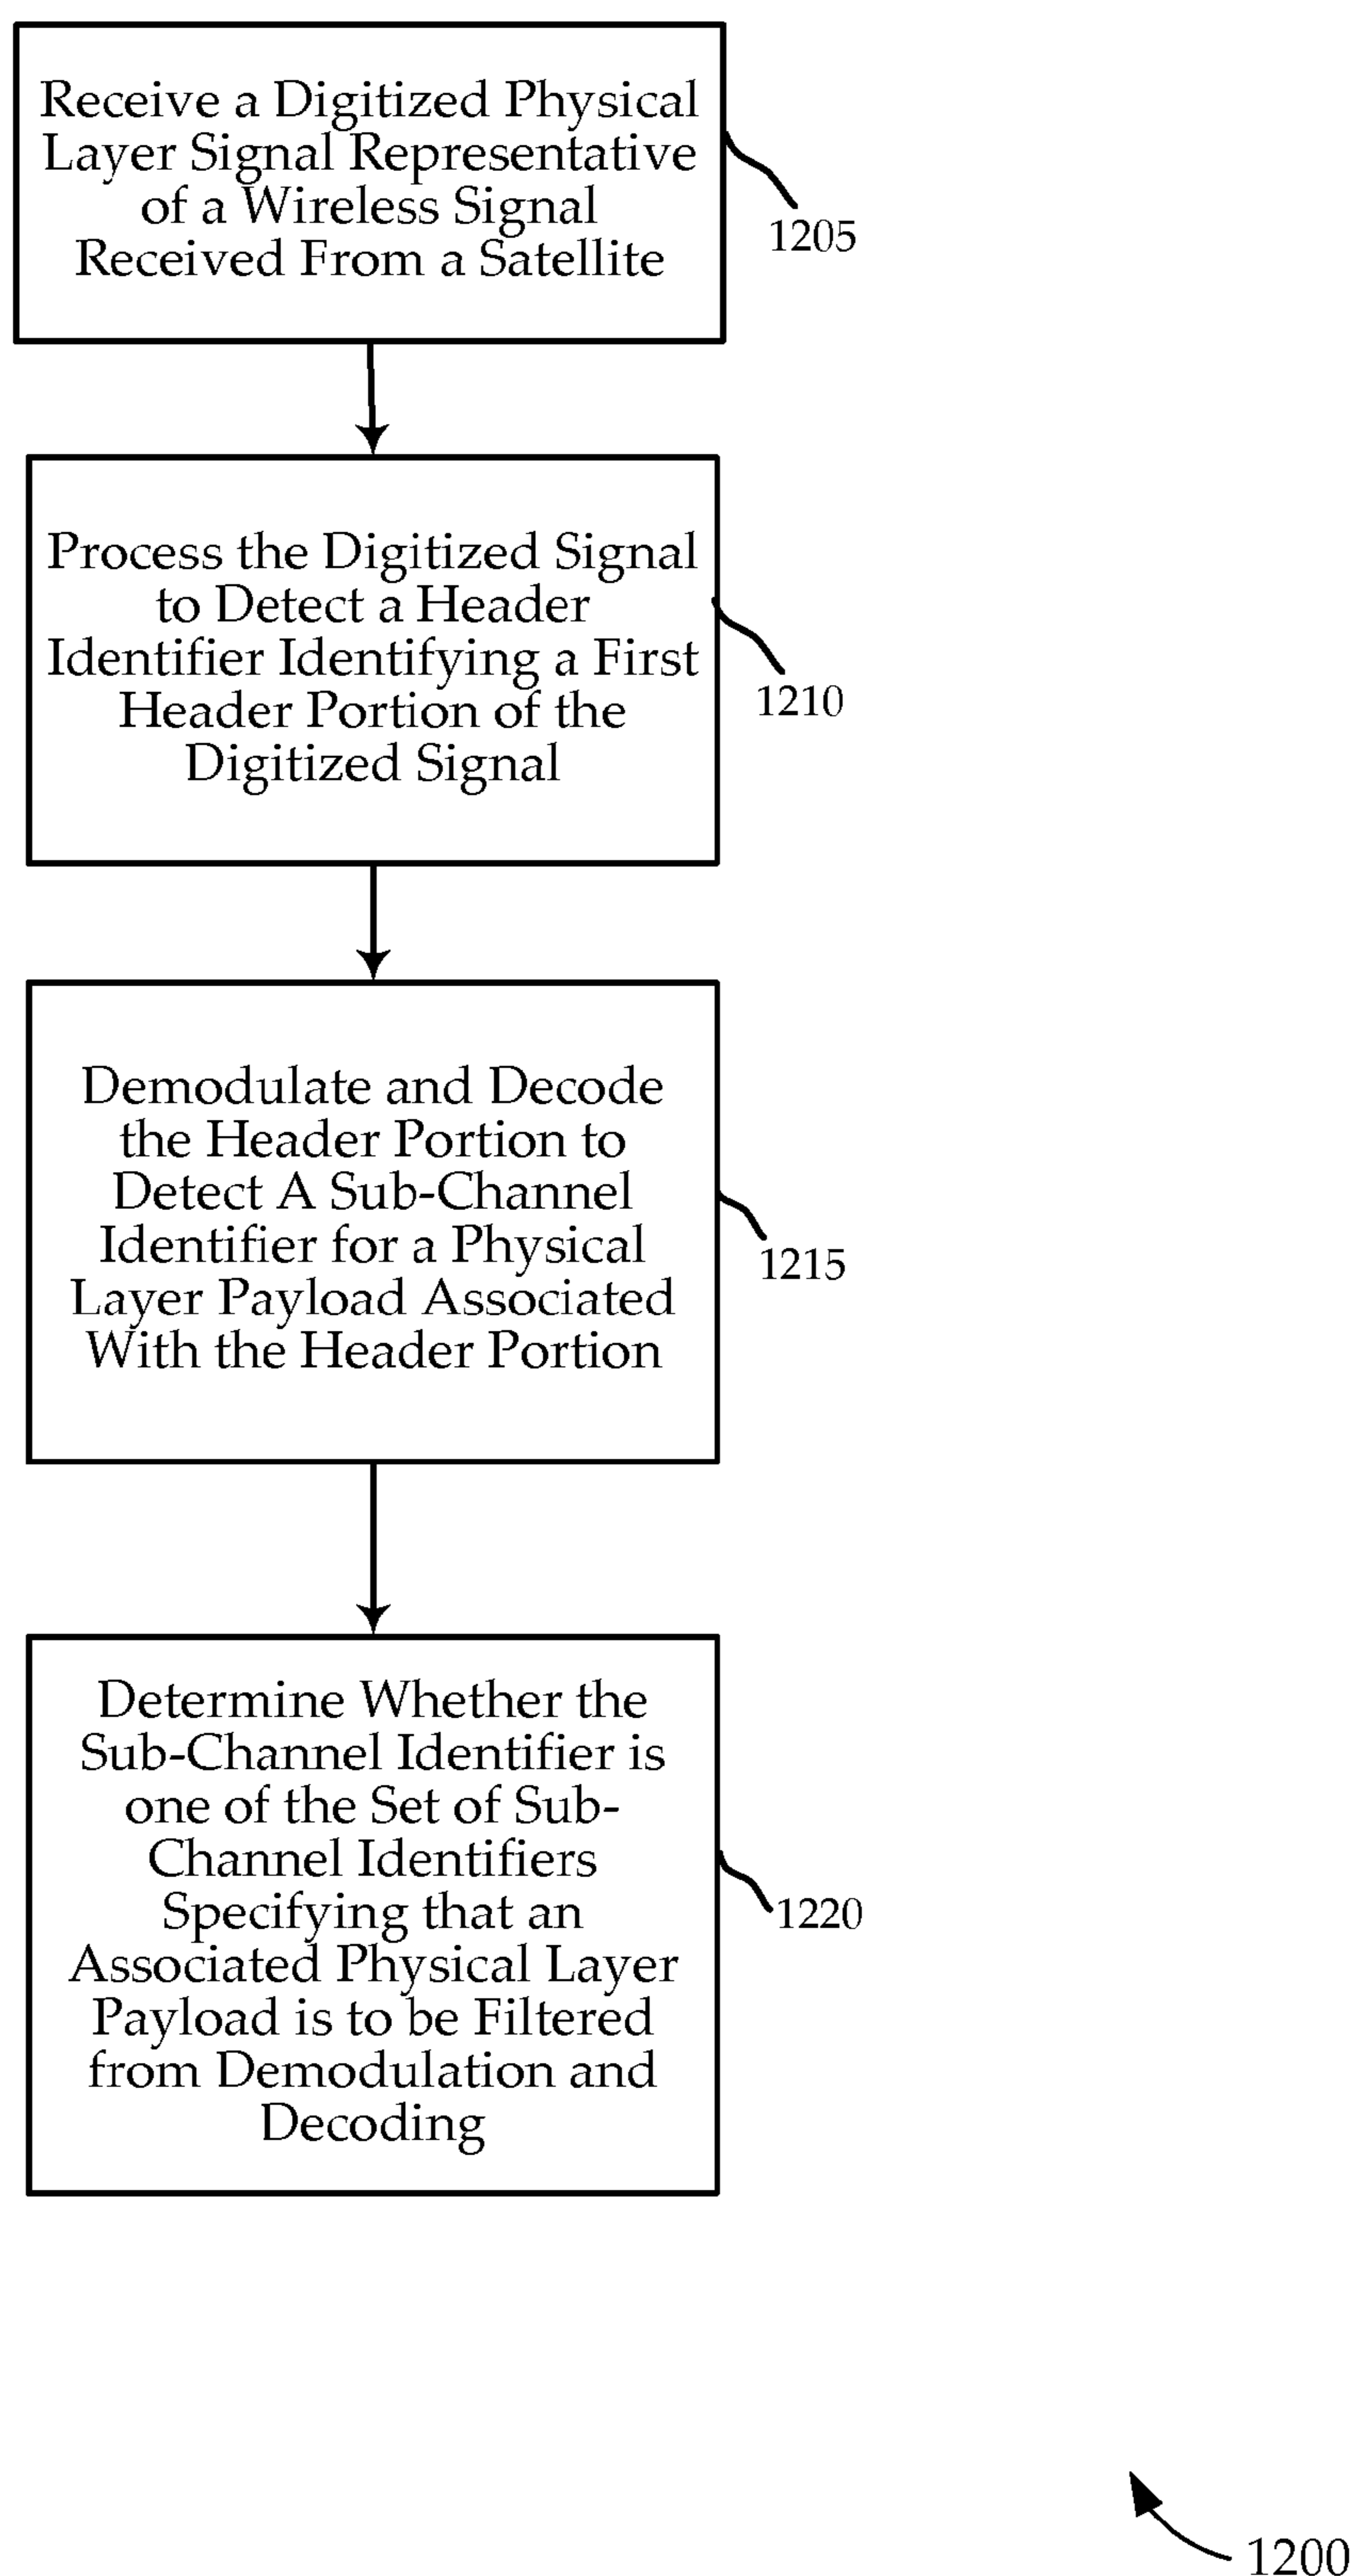 Receive a Digitized Physical
Layer Signal Representative
of a Wireless Signal
Received From a Satellite
1205
Process the Digitized Signal
to Detect a Header
Identifier Identifying a First
Header Portion of the
Digitized Signal
1210
Demodulate and Decode
the Header Portion to
Detect A Sub-Channel
Identifier for a Physical
Layer Payload Associated
With the Header Portion
1215
Determine Whether the
Sub-Channel Identifier is
one of the Set of Sub-
Channel Identifiers
Specifying that an
Associated Physical Layer
Payload is to be Filtered
from Demodulation and
Decoding
1220
1200